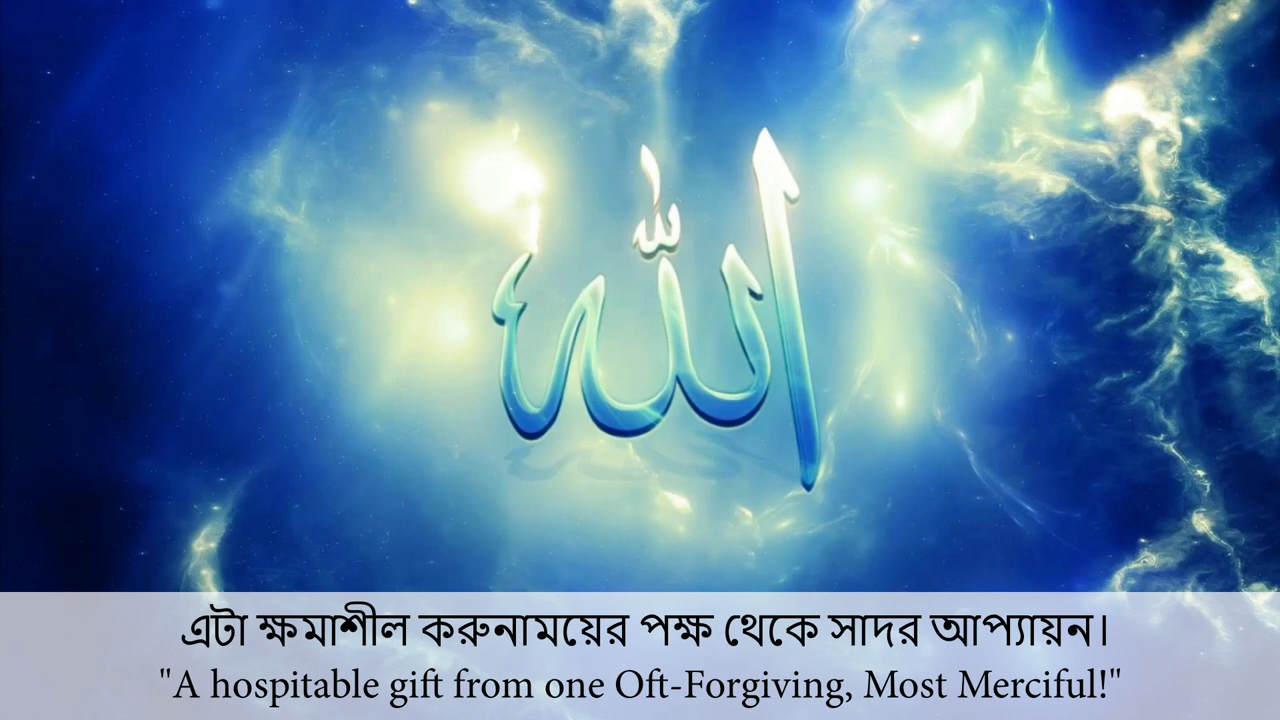 الله
এটা ক্ষমাশীল করুনাময়ের পক্ষ থেকে সাদর আপ্যায়ন।
"A hospitable gift from one Oft-Forgiving, Most Merciful!"